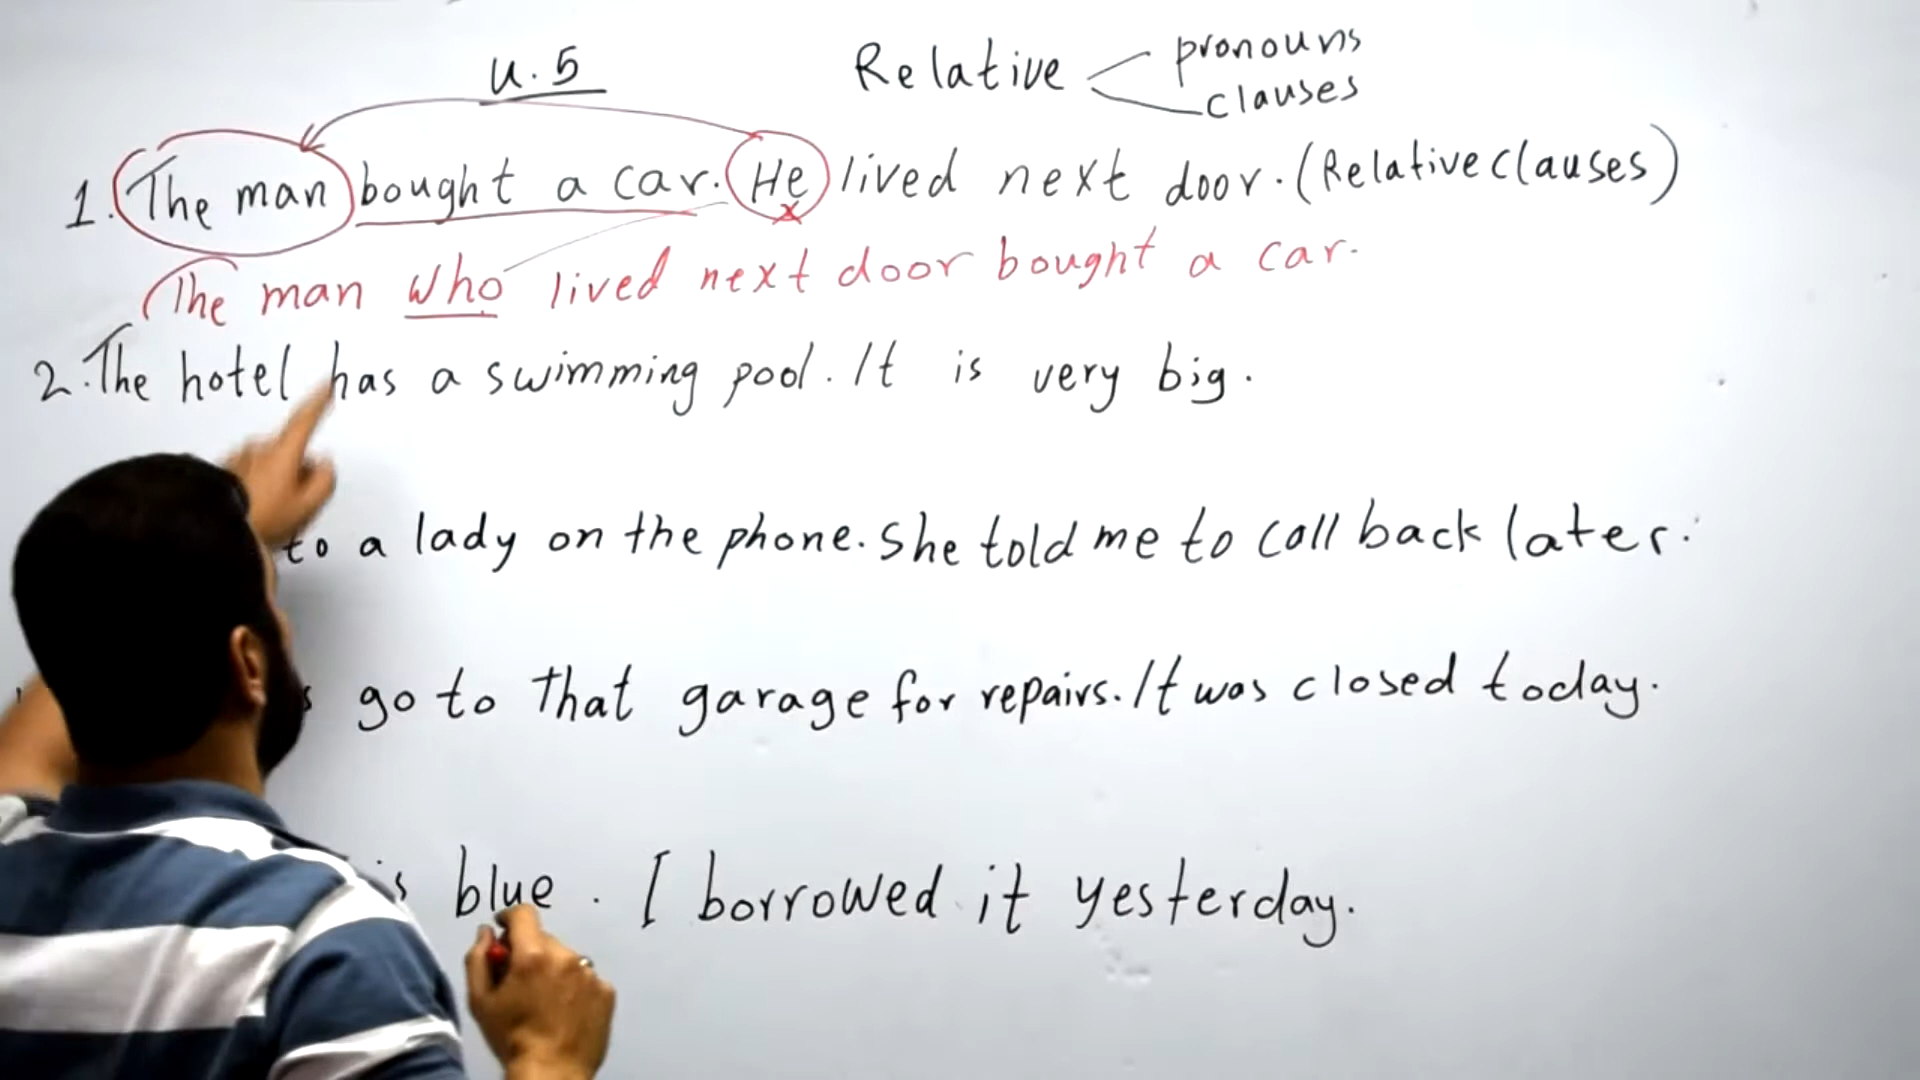 U.5
Relative pronouns
clauses
1. The man bought a car. He lived next door. (Relative clauses)
The man who lived next door bought a car.
2. The hotel has a swimming pool. It is very big.
to a lady on the phone. She told me to call back later.
go to that garage for repairs. It was closed today.
blue. I borrowed it yesterday.